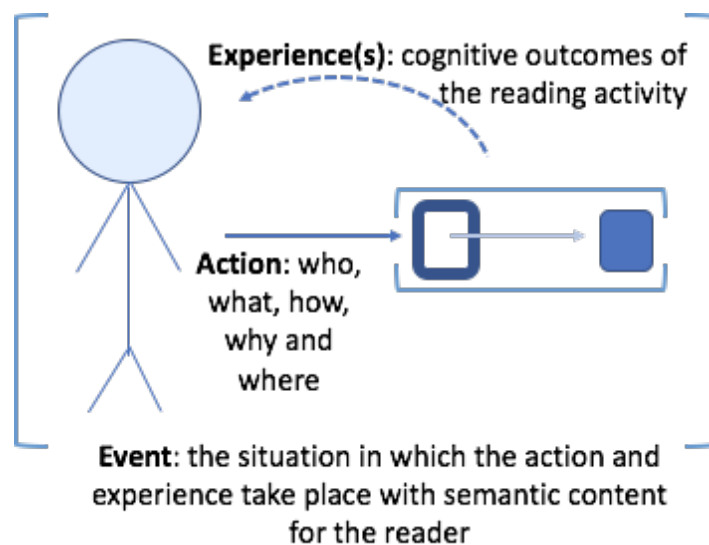 Experience(s): cognitive outcomes of
the reading activity
Action: who,
what, how,
why and
where
Event: the situation in which the action and
experience take place with semantic content
for the reader